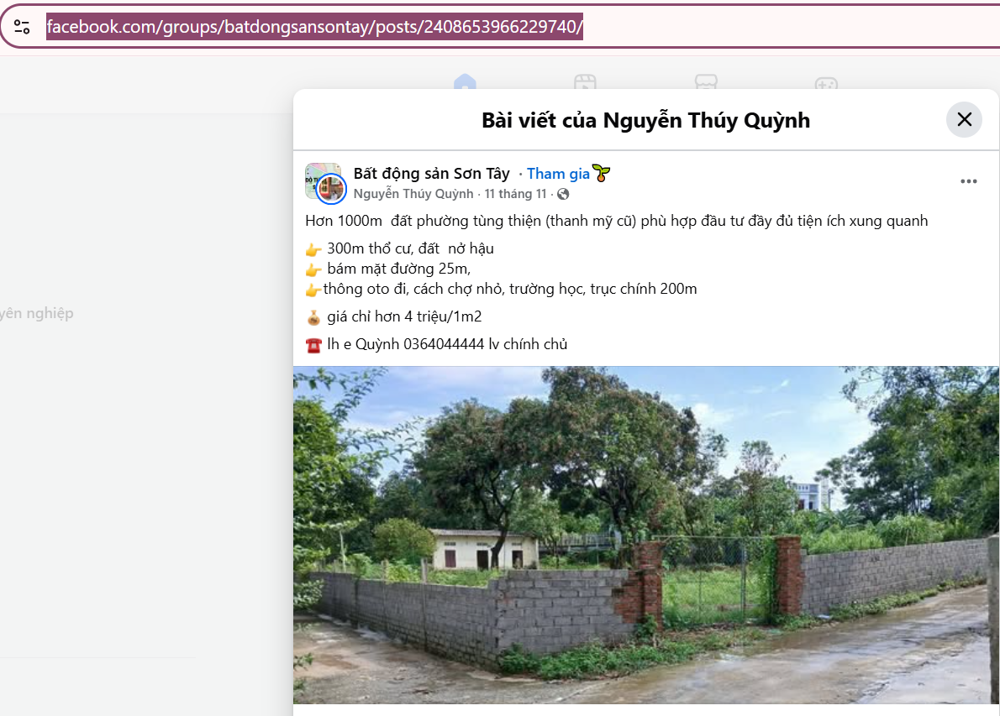 facebook.com/groups/batdongsansontay/posts/2408653966229740/
Bài viết của Nguyễn Thúy Quỳnh
Bất động sản Sơn Tây · Tham gia
Nguyễn Thúy Quỳnh · 11 tháng 11 ·
Hơn 1000m đất phường tùng thiện (thanh mỹ cũ) phù hợp đầu tư đầy đủ tiện ích xung quanh
👉 300m thổ cư, đất nở hậu
👉 bám mặt đường 25m,
👉thông oto đi, cách chợ nhỏ, trường học, trục chính 200m
yên nghiệp
💰 giá chỉ hơn 4 triệu/1m2
☎️ lh e Quỳnh 0364044444 lv chính chủ